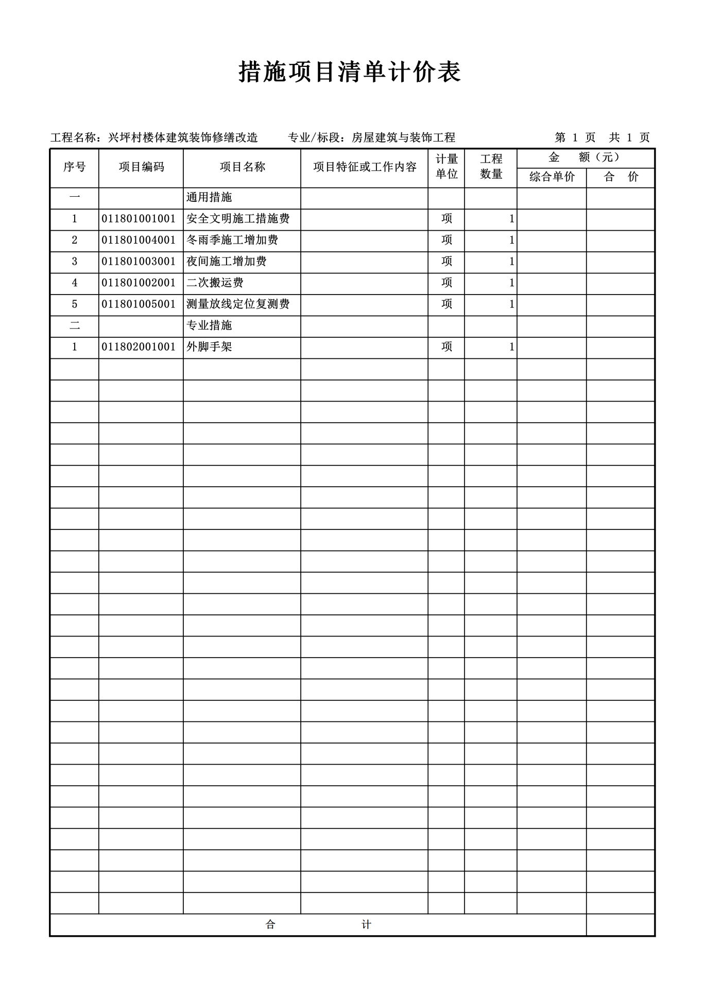 措施项目清单计价表
工程名称：兴坪村楼体建筑装饰修缮改造 专业/标段：房屋建筑与装饰工程 第 1 页 共 1 页
序号 项目编码 项目名称 项目特征或工作内容 计量单位 工程数量 金 额（元）
综合单价 合 价
一 通用措施
1 011801001001 安全文明施工措施费 项 1
2 011801004001 冬雨季施工增加费 项 1
3 011801003001 夜间施工增加费 项 1
4 011801002001 二次搬运费 项 1
5 011801005001 测量放线定位复测费 项 1
二 专业措施
1 011802001001 外脚手架 项 1
合 计